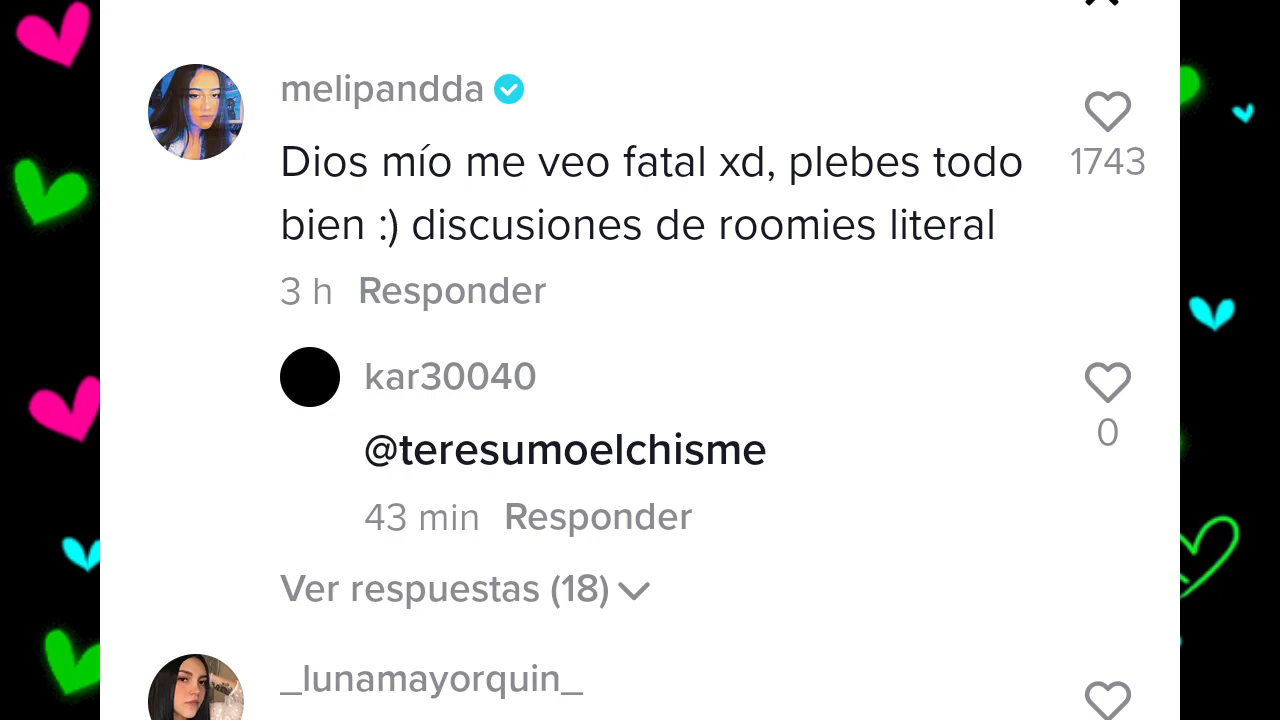 melipandda
Dios mío me veo fatal xd, plebes todo
bien :) discusiones de roomies literal
1743
3 h Responder
kar30040
@teresumoelchisme
0
43 min Responder
Ver respuestas (18)
_lunamayorquin_